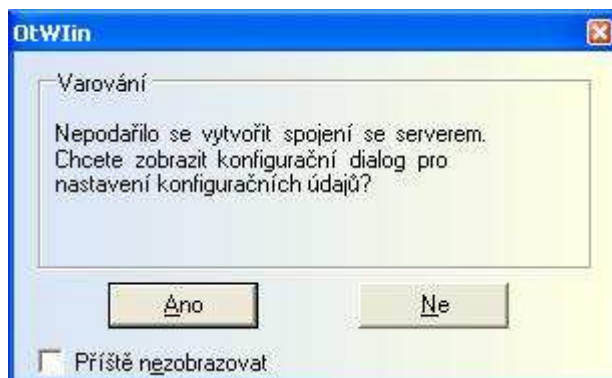 OtWIin
Varování
Nepodařilo se vytvořit spojení se serverem.
Chcete zobrazit konfigurační dialog pro
nastavení konfiguračních údajů?
Ano
Ne
Příště nezobrazovat